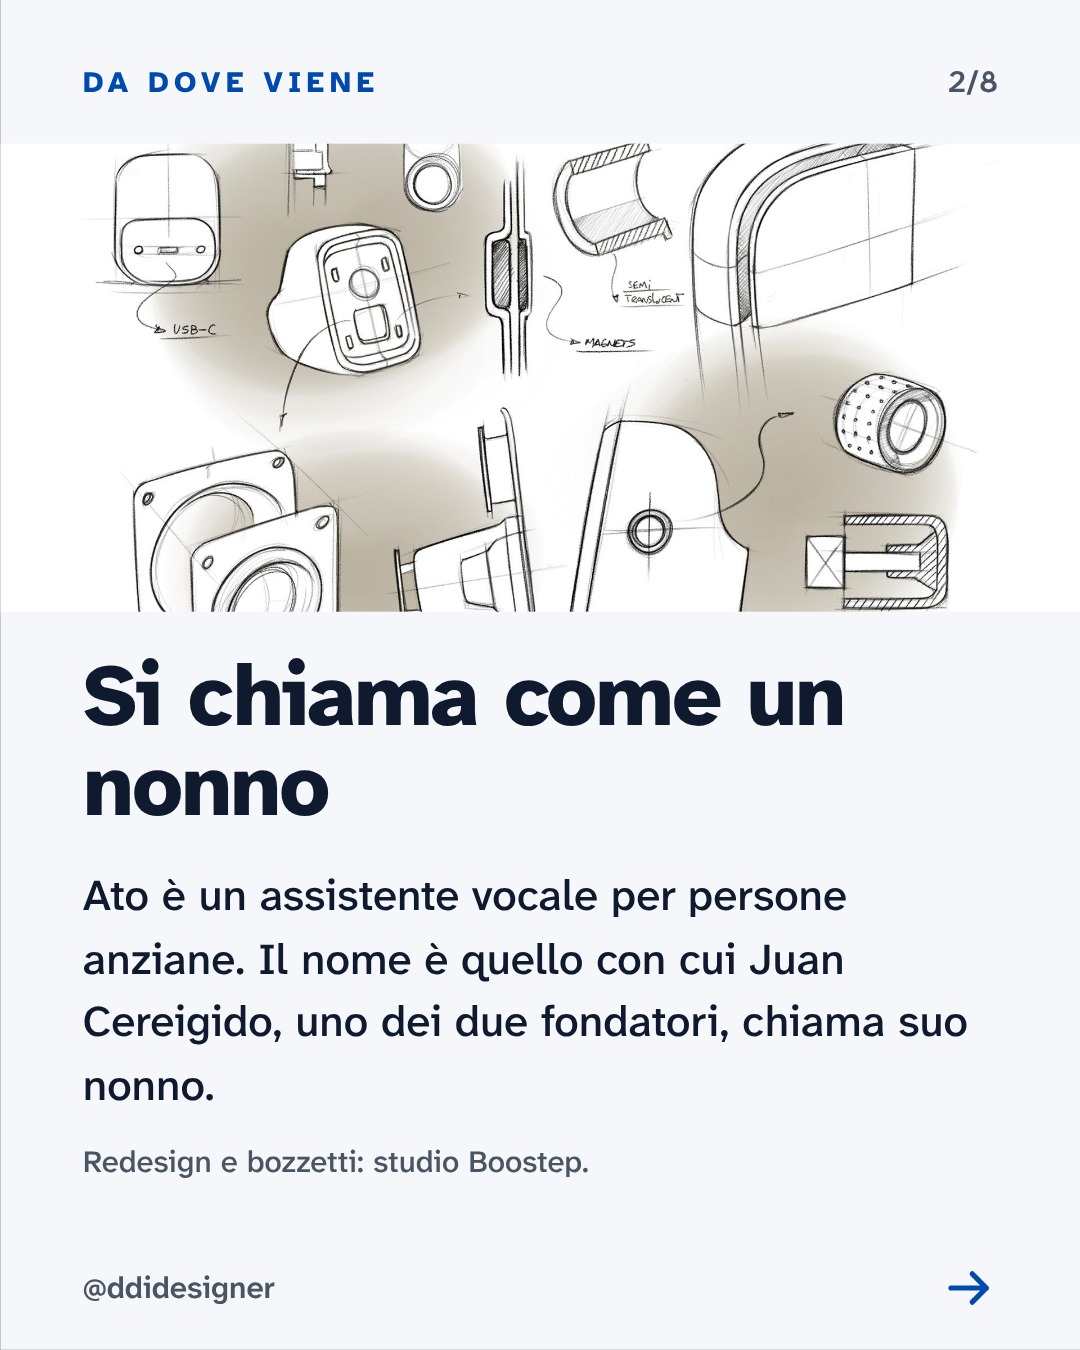 DA DOVE VIENE
2/8
USB-C
SEMi
TRANSLUCENT
MAGNETS
Si chiama come un
nonno
Ato è un assistente vocale per persone
anziane. Il nome è quello con cui Juan
Cereigido, uno dei due fondatori, chiama suo
nonno.
Redesign e bozzetti: studio Boostep.
@ddidesigner